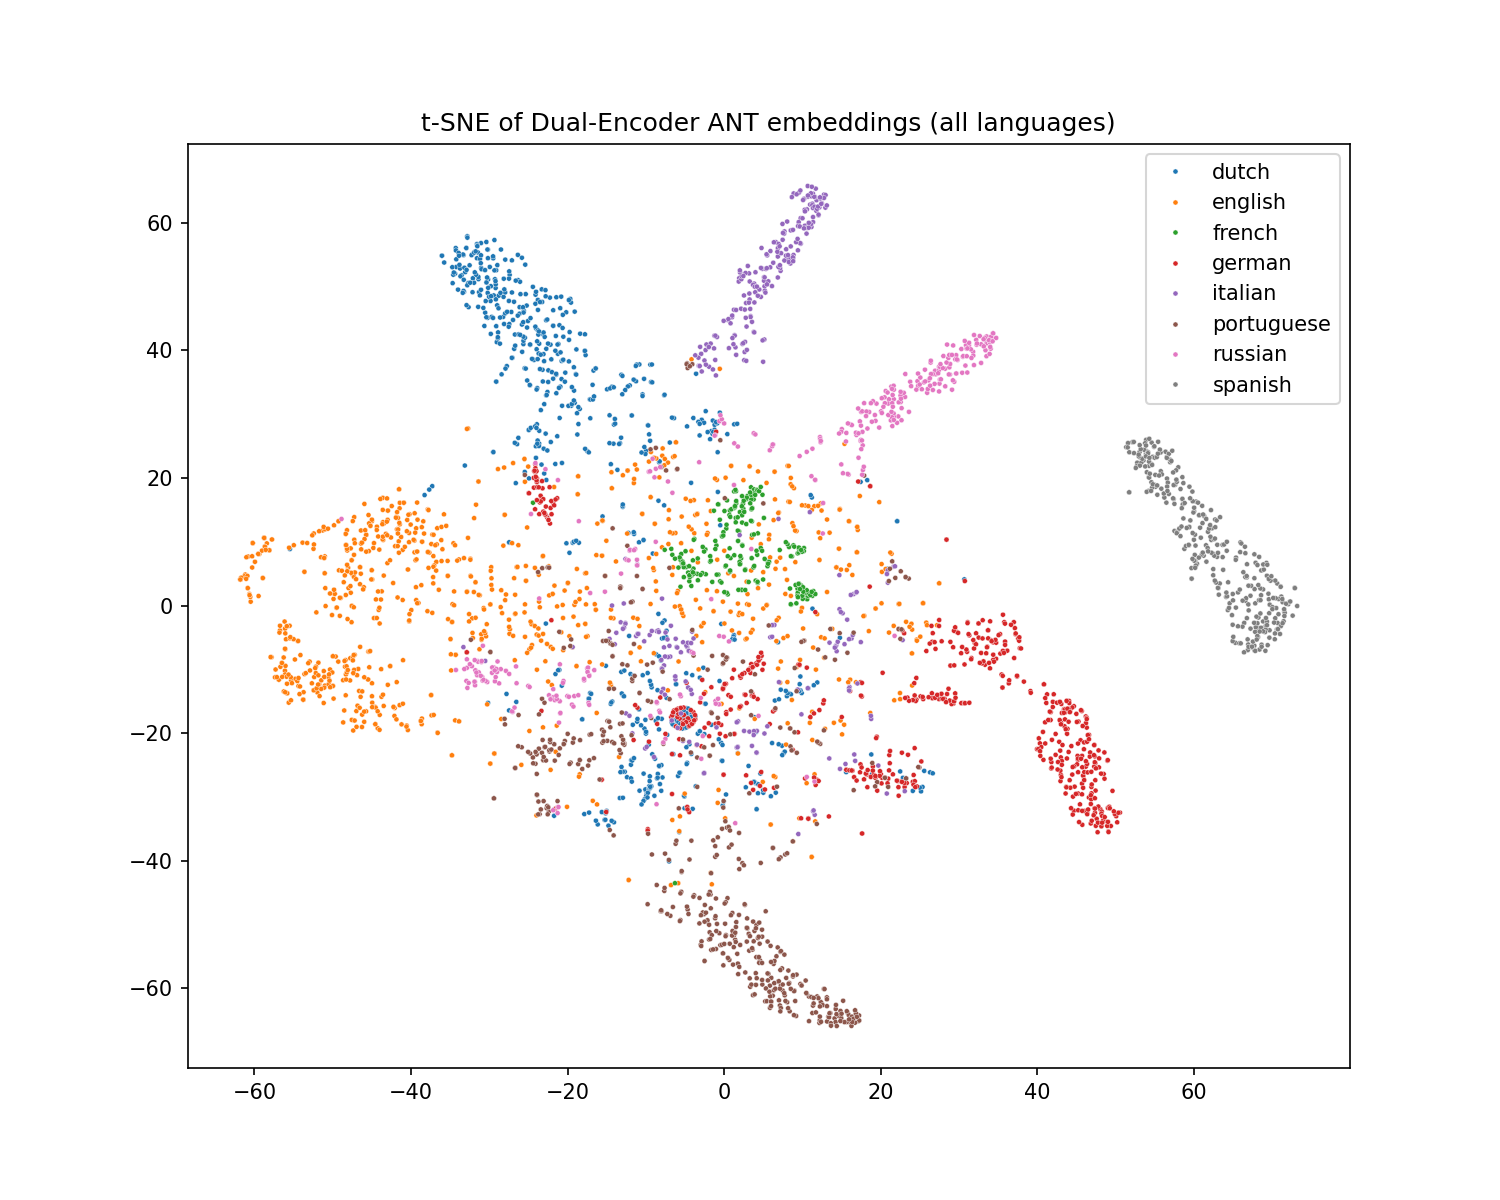 t-SNE of Dual-Encoder ANT embeddings (all languages)
dutch
english
french
german
italian
portuguese
russian
spanish
60
40
20
0
−20
−40
−60
−60 −40 −20 0 20 40 60